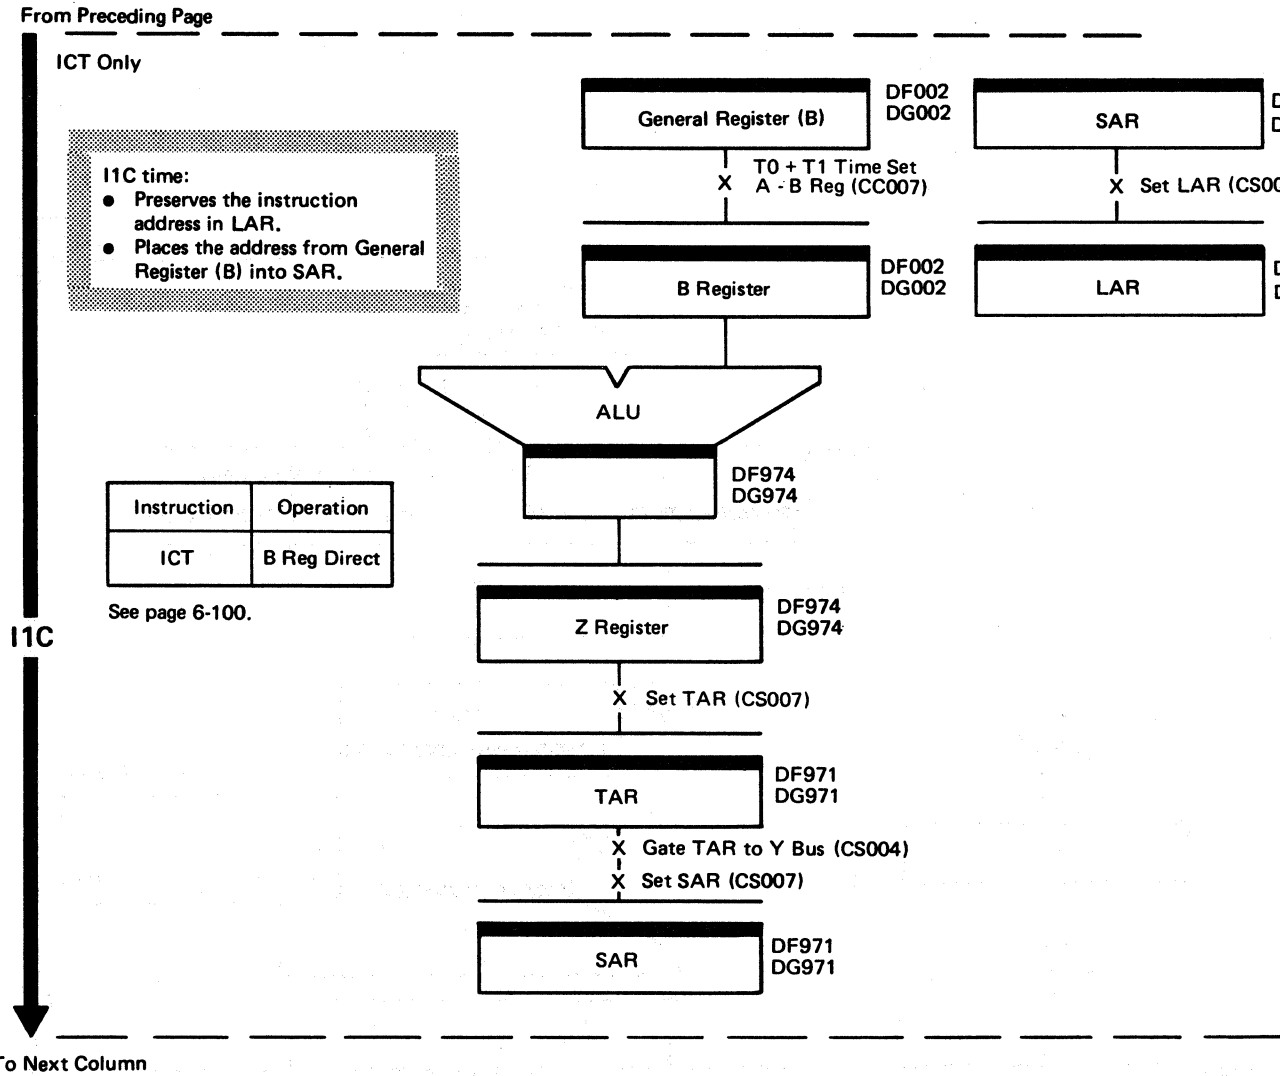 From Preceding Page
ICT Only
I1C time:
● Preserves the instruction
address in LAR.
● Places the address from General
Register (B) into SAR.
General Register (B)
DF002
DG002
SAR
T0 + T1 Time Set
A - B Reg (CC007)
X
X Set LAR (CS00
B Register
DF002
DG002
LAR
ALU
DF974
DG974
Instruction Operation
ICT B Reg Direct
See page 6-100.
I1C
Z Register
DF974
DG974
X Set TAR (CS007)
TAR
DF971
DG971
X Gate TAR to Y Bus (CS004)
X Set SAR (CS007)
SAR
DF971
DG971
To Next Column